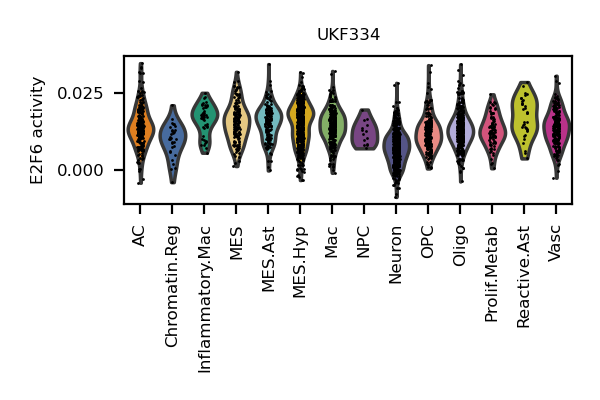 UKF334
E2F6 activity
0.025
0.000
AC
Chromatin.Reg
Inflammatory.Mac
MES
MES.Ast
MES.Hyp
Mac
NPC
Neuron
OPC
Oligo
Prolif.Metab
Reactive.Ast
Vasc